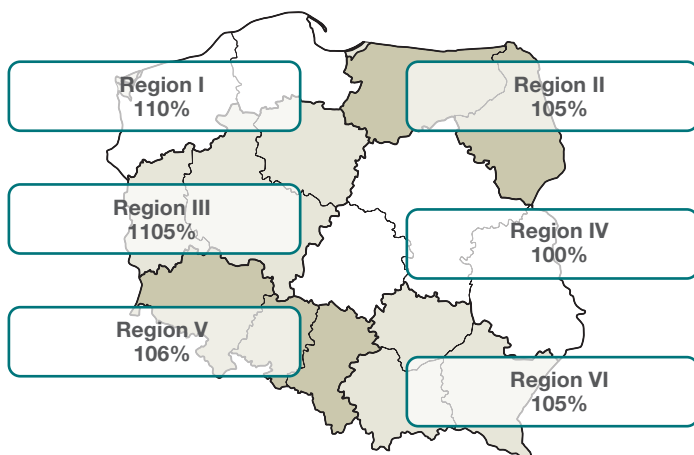 Region I
110%
Region II
105%
Region III
1105%
Region IV
100%
Region V
106%
Region VI
105%